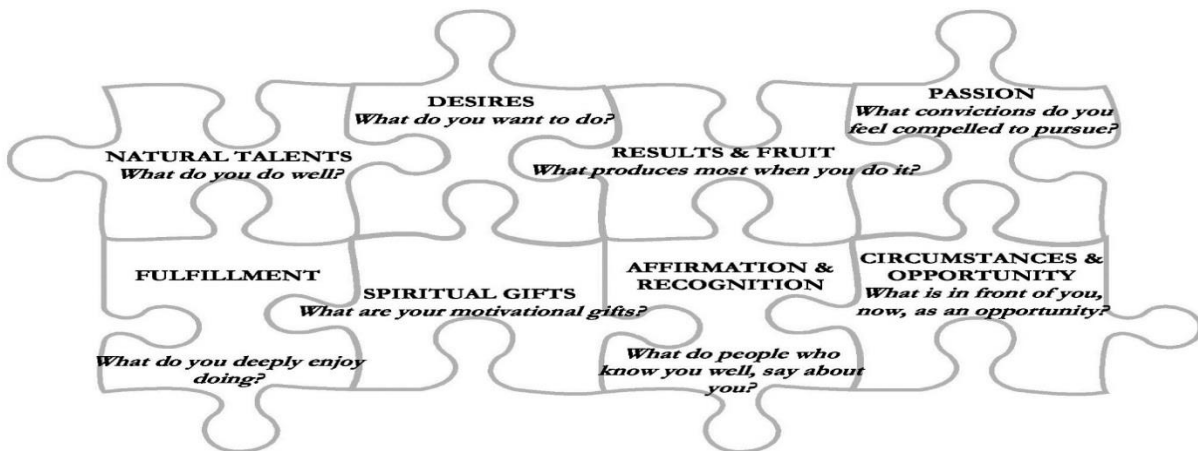 NATURAL TALENTS
What do you do well?
DESIRES
What do you want to do?
RESULTS & FRUIT
What produces most when you do it?
PASSION
What convictions do you
feel compelled to pursue?
FULFILLMENT
What do you deeply enjoy
doing?
SPIRITUAL GIFTS
What are your motivational gifts?
AFFIRMATION &
RECOGNITION
What do people who
know you well, say about
you?
CIRCUMSTANCES &
OPPORTUNITY
What is in front of you,
now, as an opportunity?